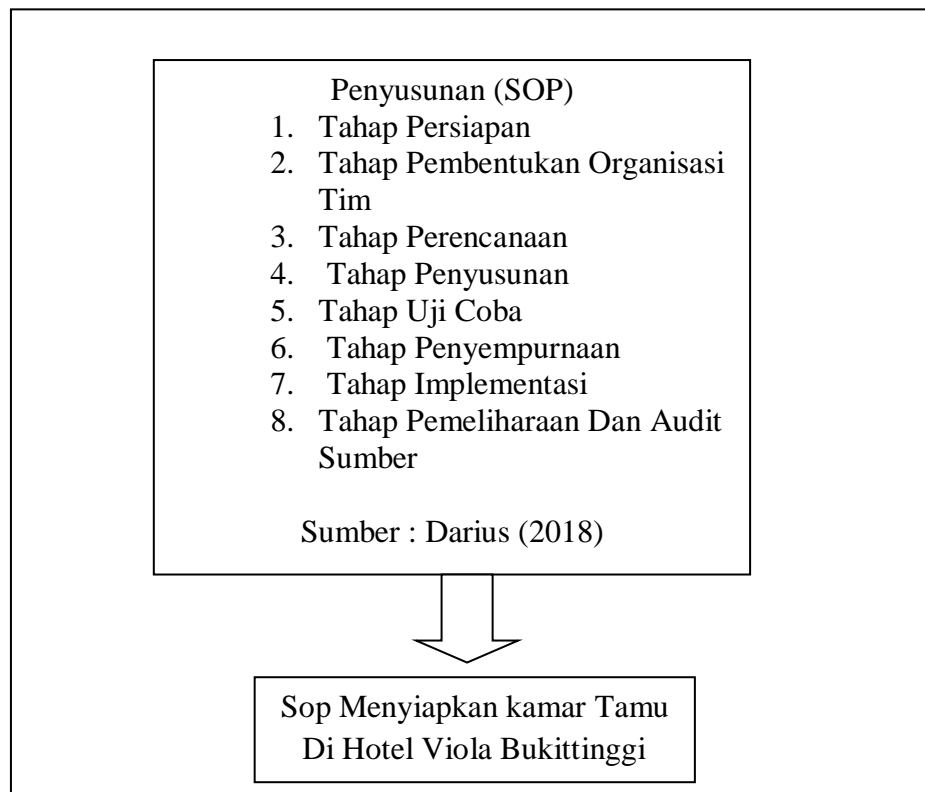 Penyusunan (SOP)
1. Tahap Persiapan
2. Tahap Pembentukan Organisasi
Tim
3. Tahap Perencanaan
4. Tahap Penyusunan
5. Tahap Uji Coba
6. Tahap Penyempurnaan
7. Tahap Implementasi
8. Tahap Pemeliharaan Dan Audit
Sumber
Sumber : Darius (2018)
Sop Menyiapkan kamar Tamu
Di Hotel Viola Bukittinggi